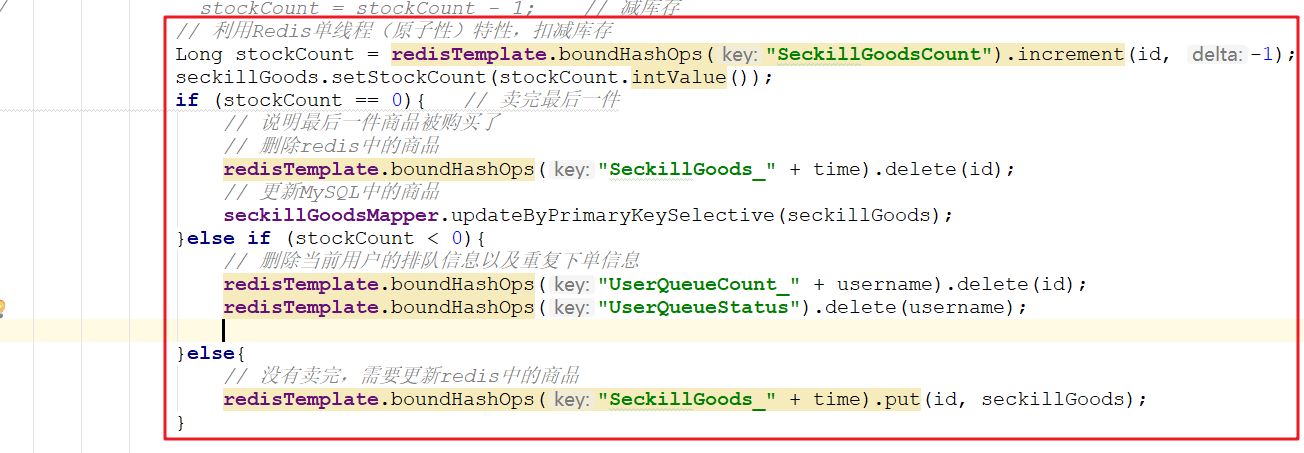 / stockCount = stockCount - 1; // 减库存
// 利用Redis单线程（原子性）特性，扣减库存
Long stockCount = redisTemplate.boundHashOps( key: "SeckillGoodsCount").increment(id, delta: -1);
seckillGoods.setStockCount(stockCount.intValue());
if (stockCount == 0){ // 卖完最后一件
// 说明最后一件商品被购买了
// 删除redis中的商品
redisTemplate.boundHashOps( key: "SeckillGoods_" + time).delete(id);
// 更新MySQL中的商品
seckillGoodsMapper.updateByPrimaryKeySelective(seckillGoods);
}else if (stockCount < 0){
// 删除当前用户的排队信息以及重复下单信息
redisTemplate.boundHashOps( key: "UserQueueCount_" + username).delete(id);
redisTemplate.boundHashOps( key: "UserQueueStatus").delete(username);
}else{
// 没有卖完，需要更新redis中的商品
redisTemplate.boundHashOps( key: "SeckillGoods_" + time).put(id, seckillGoods);
}